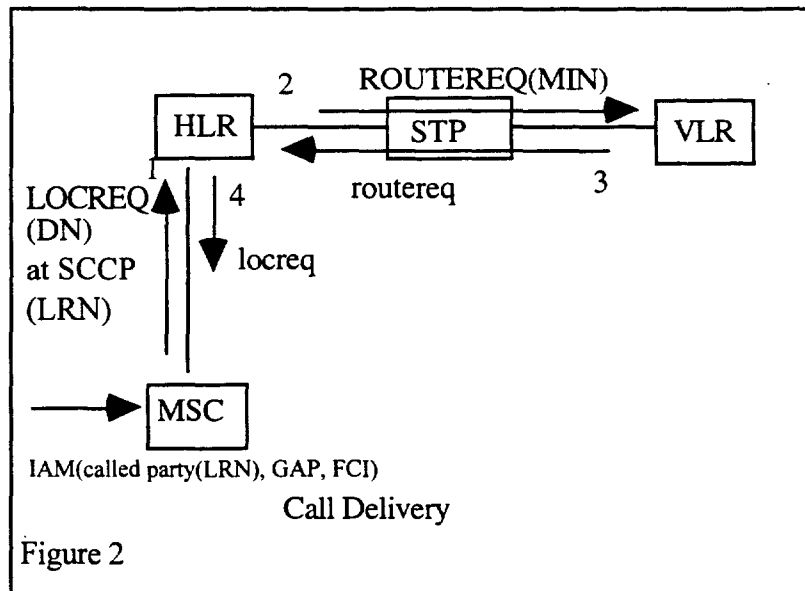 2
ROUTEREQ(MIN)
HLR
STP
VLR
1
LOCREQ
4
routereq
3
(DN)
locreq
at SCCP
(LRN)
MSC
IAM(called party(LRN), GAP, FCI)
Call Delivery
Figure 2